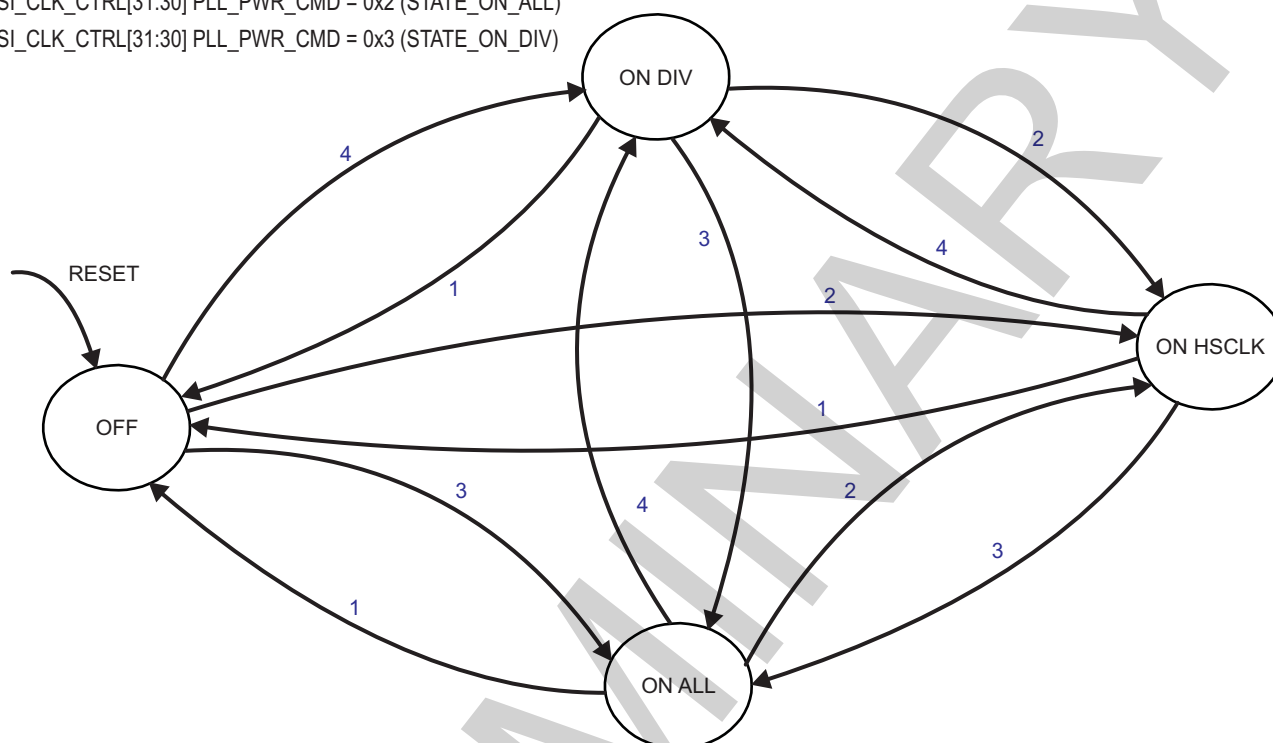 SI_CLK_CTRL[31:30] PLL_PWR_CMD = 0x2 (STATE_ON_ALL)
SI_CLK_CTRL[31:30] PLL_PWR_CMD = 0x3 (STATE_ON_DIV)
ON DIV
2
4
3
4
RESET
1
2
ON HSCLK
1
OFF
3
2
4
3
1
ON ALL
MINARY